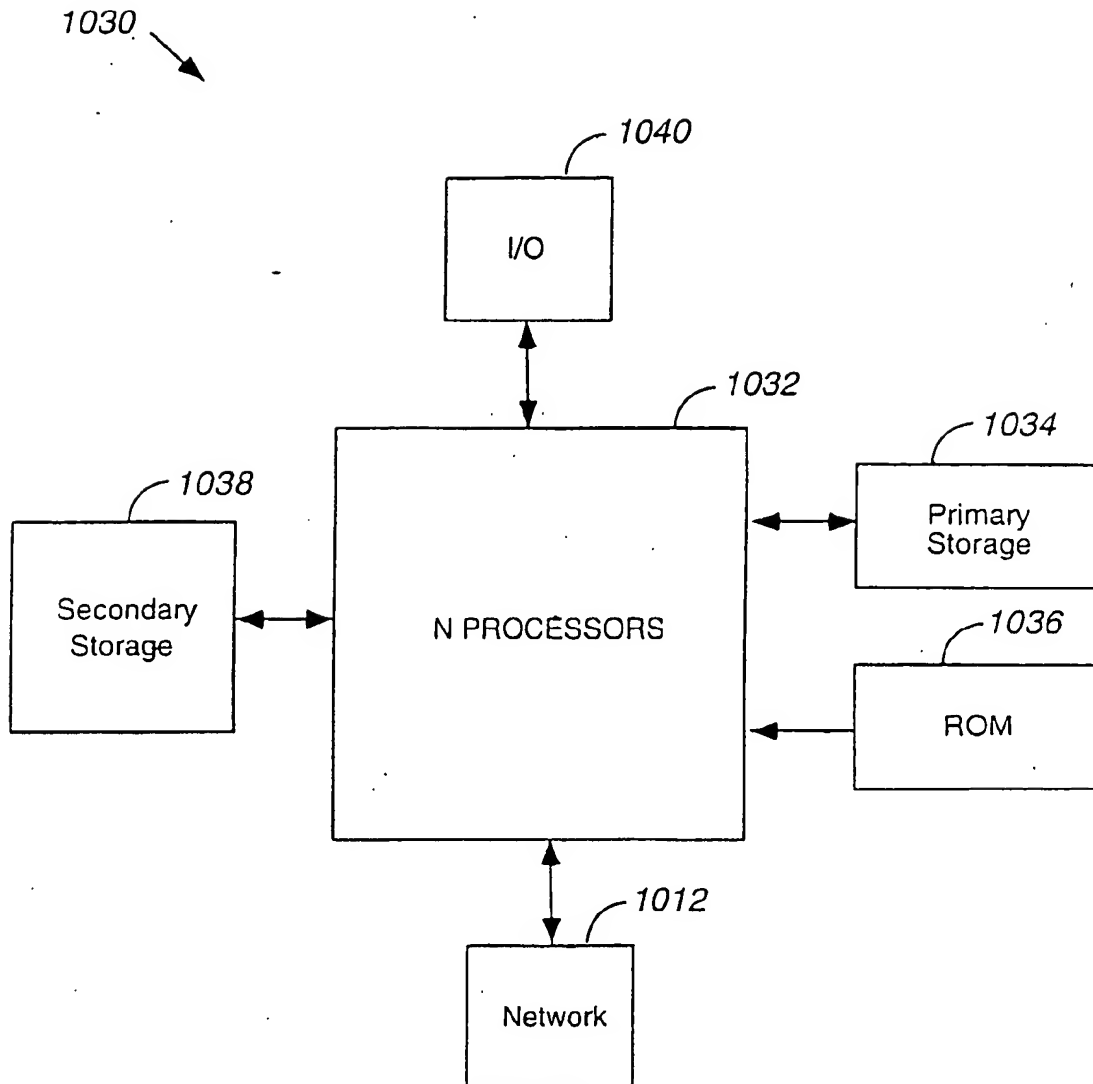 1030
1040
I/O
1032
1034
1038
Primary
Storage
Secondary
Storage
N PROCESSORS
1036
ROM
1012
Network